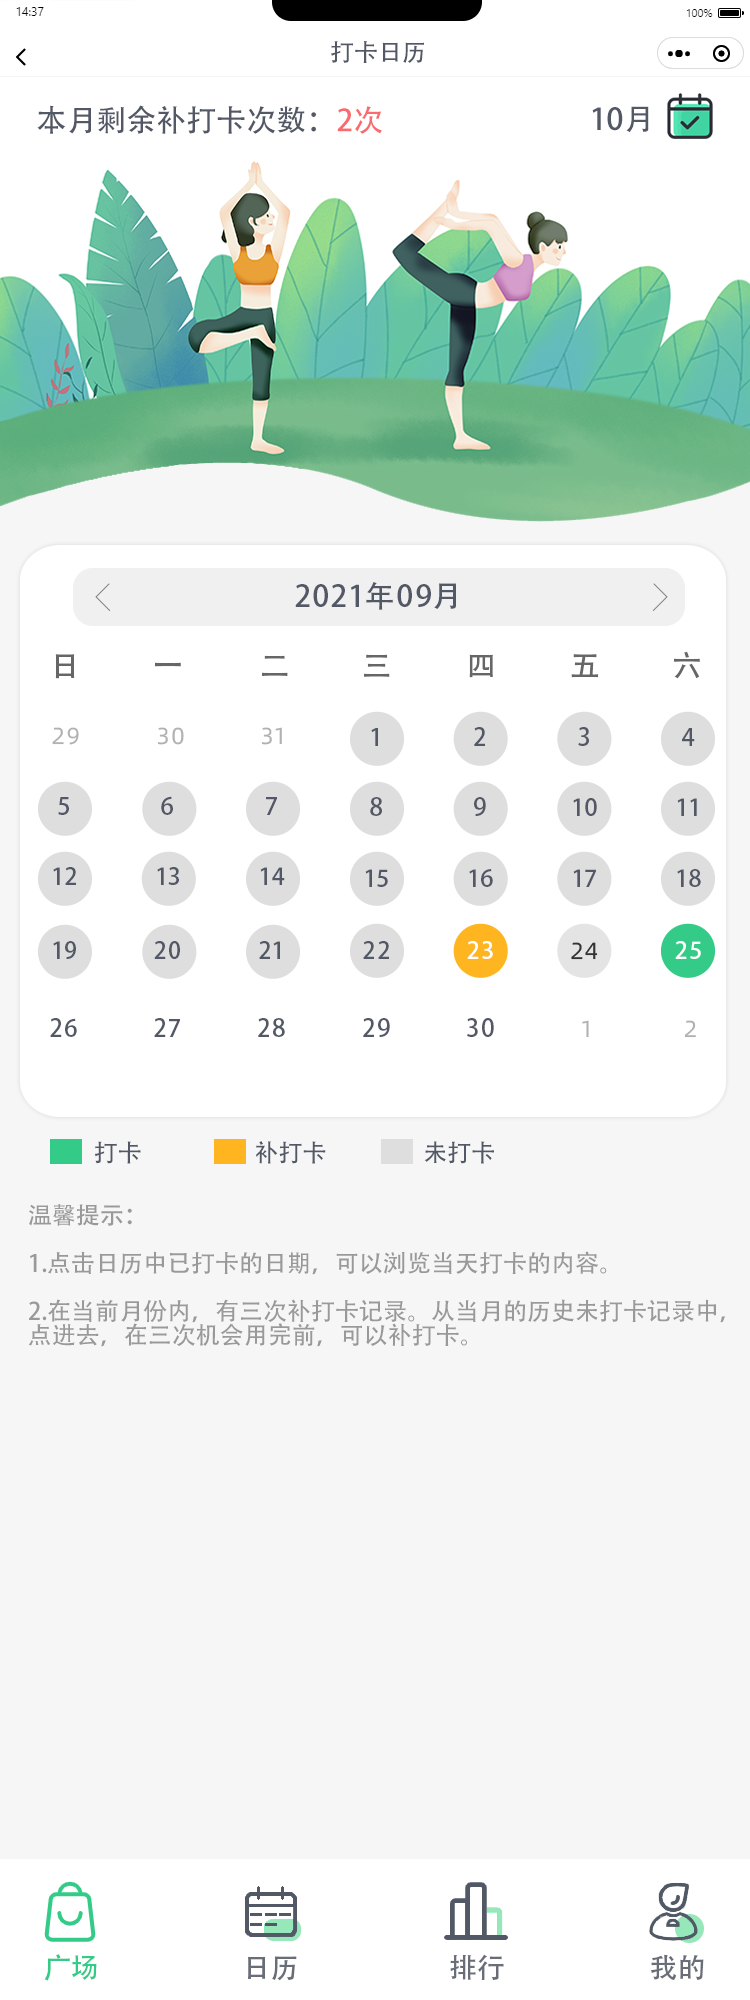 14:37
100%
打卡日历
本月剩余补打卡次数：2次
10月
2021年09月
日 一 二 三 四 五 六
29 30 31 1 2 3 4
5 6 7 8 9 10 11
12 13 14 15 16 17 18
19 20 21 22 23 24 25
26 27 28 29 30 1 2
打卡 补打卡 未打卡
温馨提示：
1.点击日历中已打卡的日期，可以浏览当天打卡的内容。
2.在当前月份内，有三次补打卡记录。从当月的历史未打卡记录中,
点进去，在三次机会用完前，可以补打卡。
广场 日历 排行 我的